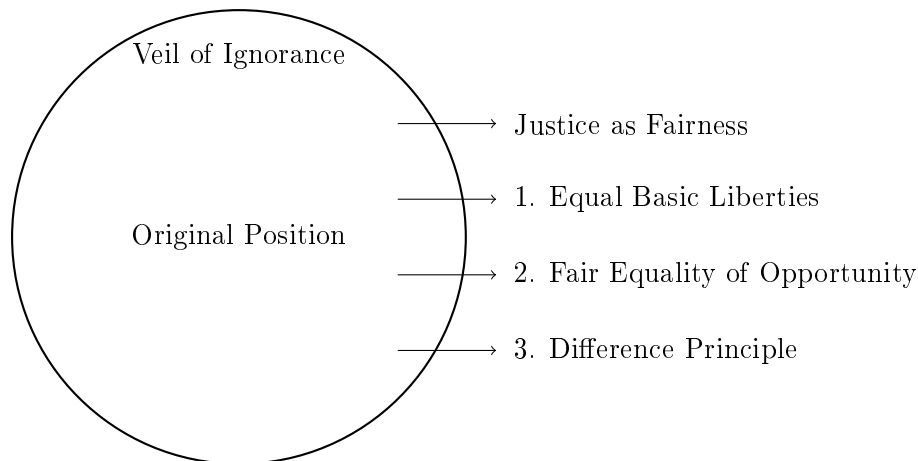 Veil of Ignorance
Justice as Fairness
1. Equal Basic Liberties
Original Position
2. Fair Equality of Opportunity
3. Difference Principle